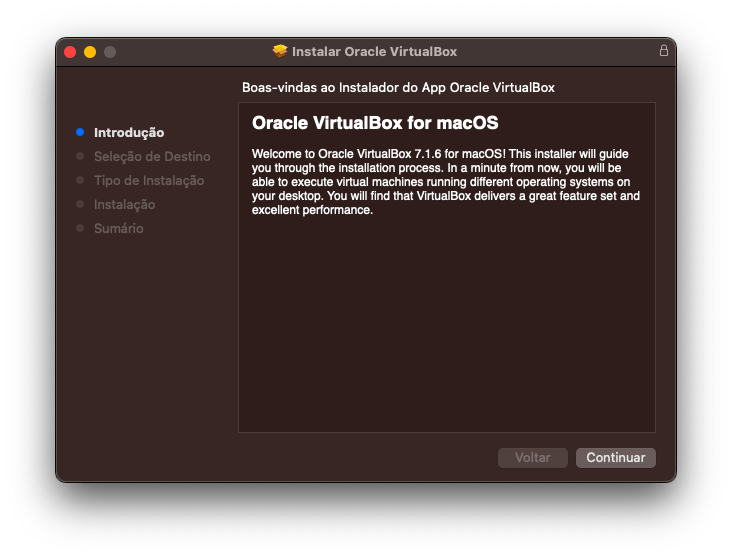 Instalar Oracle VirtualBox
Boas-vindas ao Instalador do App Oracle VirtualBox
Introdução
Seleção de Destino
Tipo de Instalação
Instalação
Sumário
Oracle VirtualBox for macOS
Welcome to Oracle VirtualBox 7.1.6 for macOS! This installer will guide
you through the installation process. In a minute from now, you will be
able to execute virtual machines running different operating systems on
your desktop. You will find that VirtualBox delivers a great feature set and
excellent performance.
Voltar
Continuar